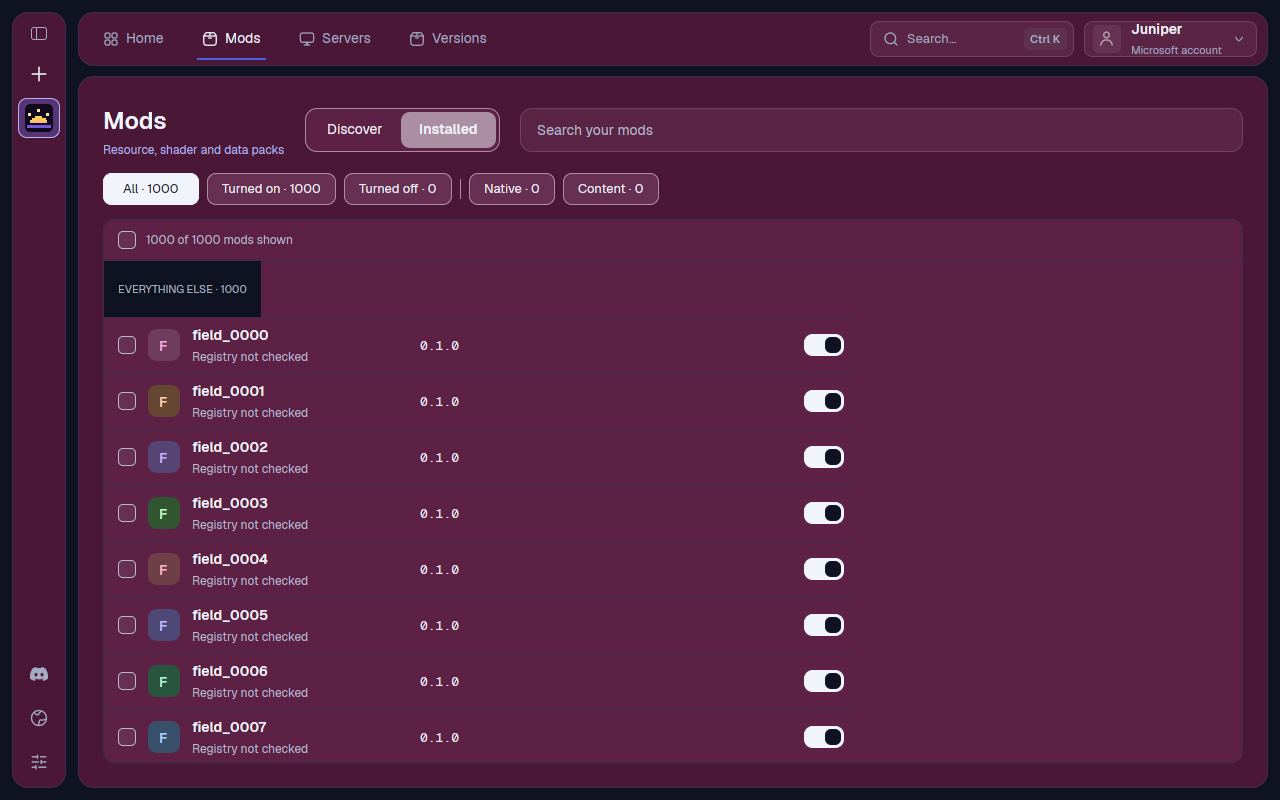 Home
Mods
Servers
Versions
Search...
Ctrl K
Juniper
Microsoft account
Mods
Resource, shader and data packs
Discover
Installed
Search your mods
All · 1000
Turned on · 1000
Turned off · 0
Native · 0
Content · 0
1000 of 1000 mods shown
EVERYTHING ELSE · 1000
F
field_0000
Registry not checked
0.1.0
F
field_0001
Registry not checked
0.1.0
F
field_0002
Registry not checked
0.1.0
F
field_0003
Registry not checked
0.1.0
F
field_0004
Registry not checked
0.1.0
F
field_0005
Registry not checked
0.1.0
F
field_0006
Registry not checked
0.1.0
F
field_0007
Registry not checked
0.1.0